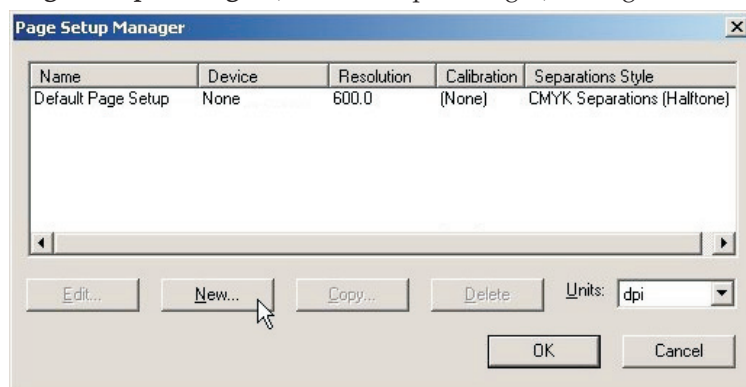 Page Setup Manager
Name Device Resolution Calibration Separations Style
Default Page Setup None 600.0 (None) CMYK Separations (Halftone)
Edit... New... Copy... Delete Units: dpi
OK Cancel